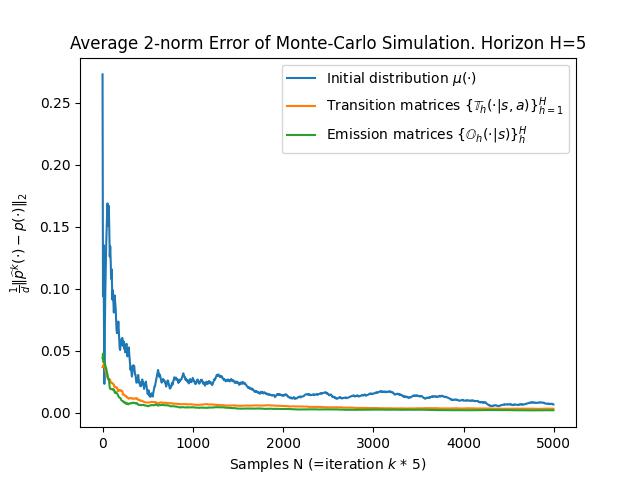 Average 2-norm Error of Monte-Carlo Simulation. Horizon H=5
Initial distribution μ(·)
Transition matrices {𝕋ₕ(·|s, a)}ᴴₕ₌₁
Emission matrices {𝕆ₕ(·|s)}ᴴₕ
1/d ‖p̂ᵏ(·) − p(·)‖₂
0.25
0.20
0.15
0.10
0.05
0.00
0 1000 2000 3000 4000 5000
Samples N (=iteration k * 5)